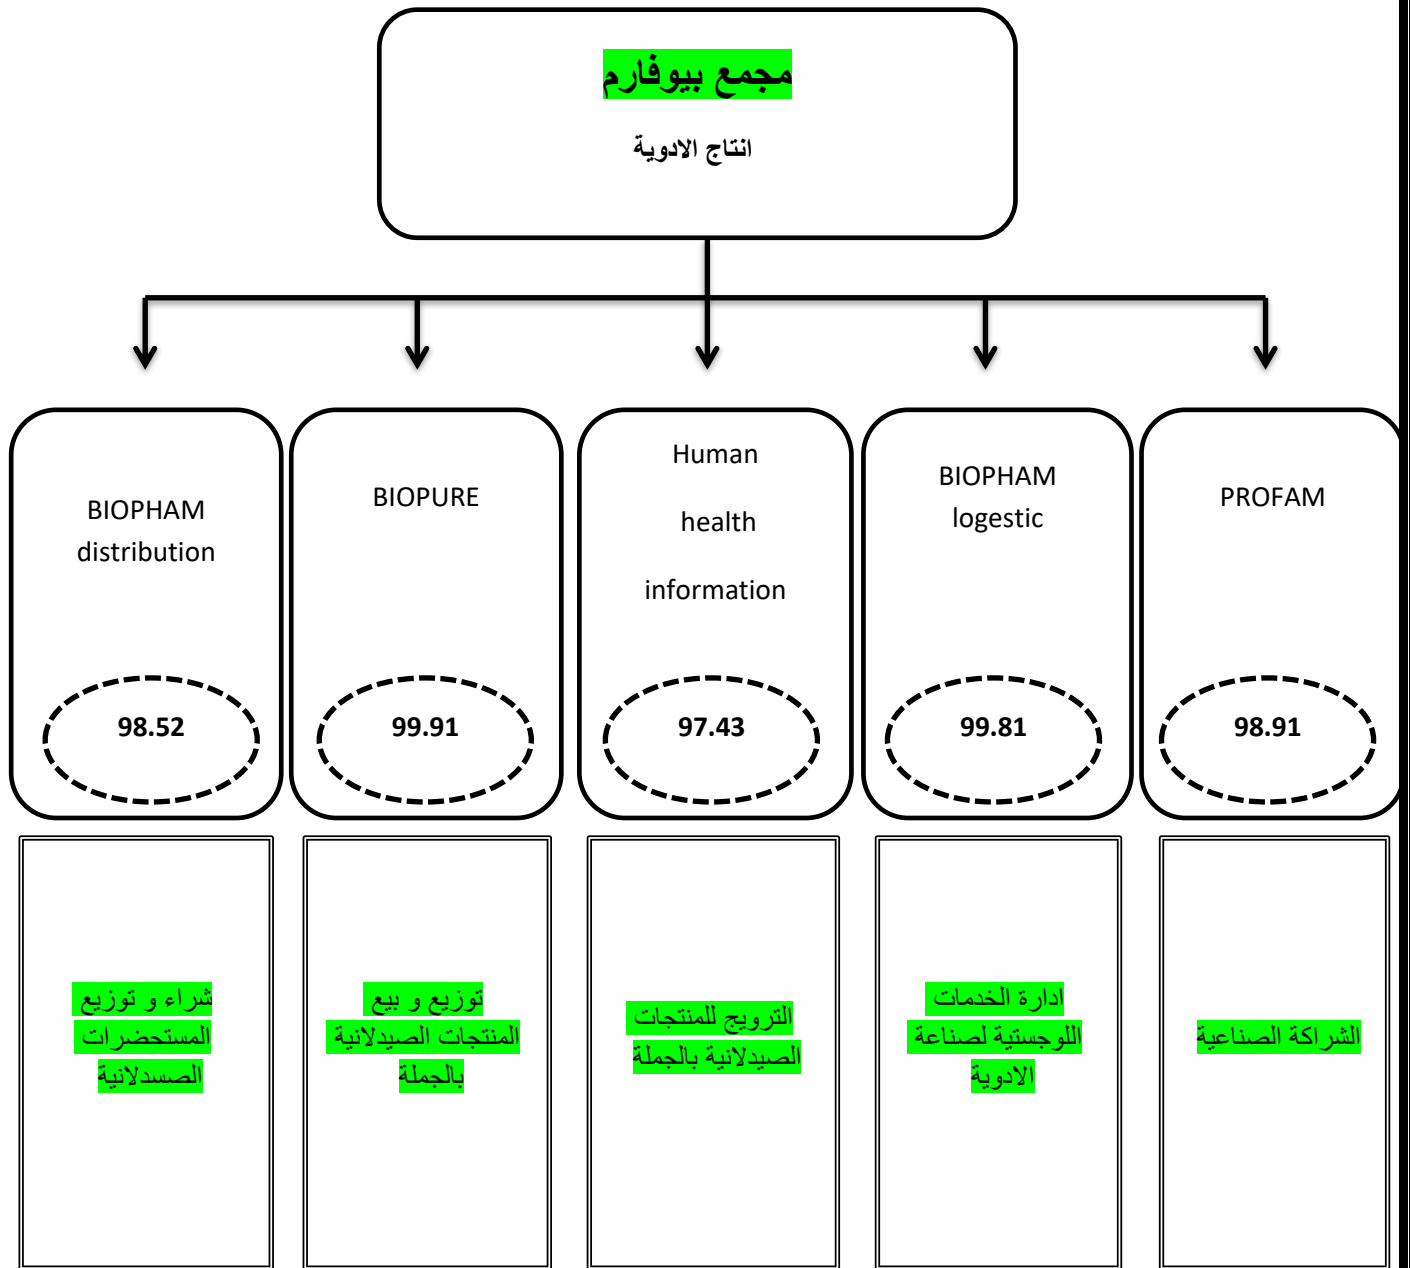 مجمع بيوفارم
انتاج الادوية
BIOPHAM
distribution
BIOPURE
Human
health
information
BIOPHAM
logestic
PROFAM
98.52
99.91
97.43
99.81
98.91
شراء و توزيع
المستحضرات
الصسدلانية
توزيع و بيع
المنتجات الصيدلانية
بالجملة
الترويج للمنتجات
الصيدلانية بالجملة
ادارة الخدمات
اللوجستية لصناعة
الادوية
الشراكة الصناعية